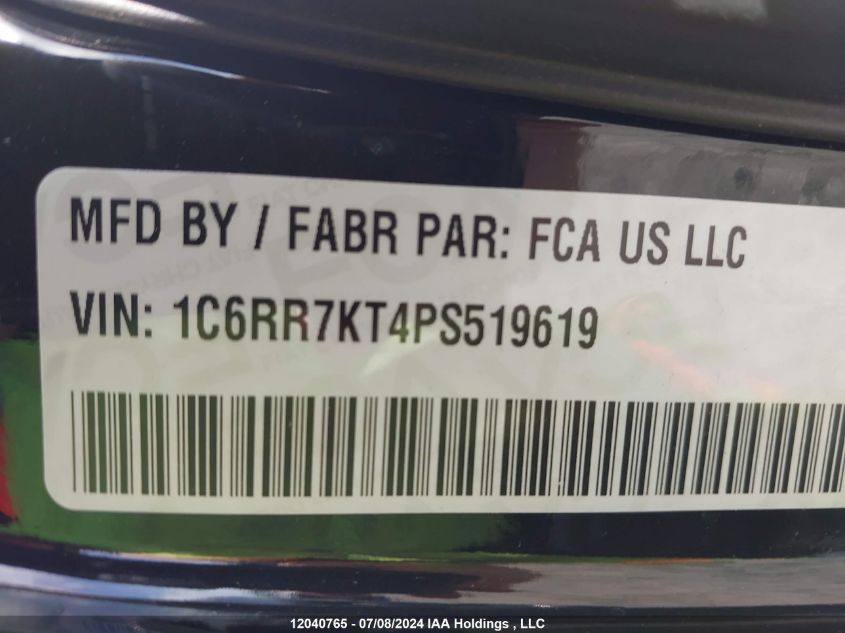 MFD BY / FABR PAR: FCA US LLC
VIN: 1C6RR7KT4PS519619
12040765 - 07/08/2024 IAA Holdings , LLC